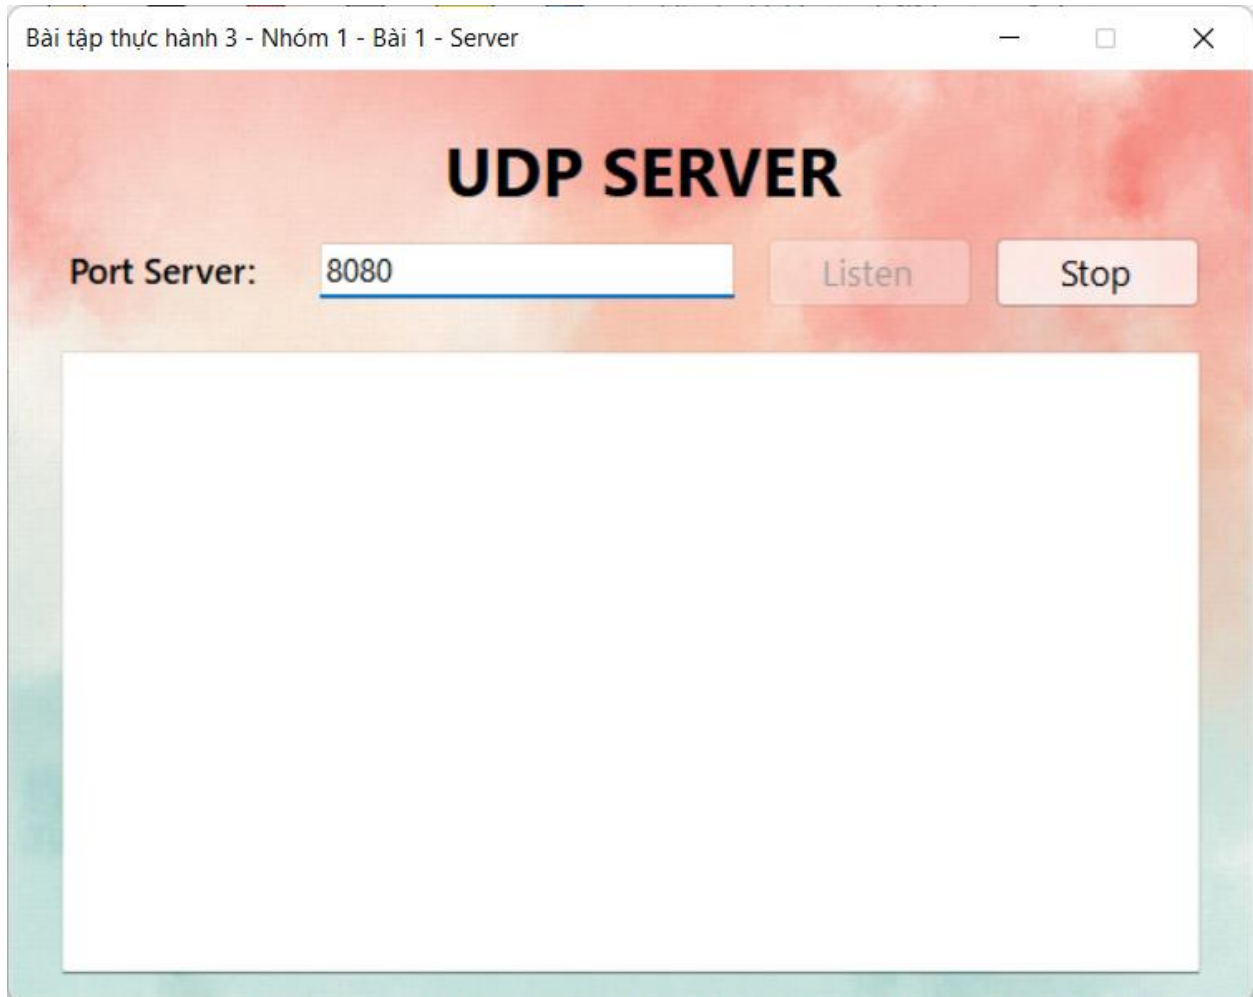 Bài tập thực hành 3 - Nhóm 1 - Bài 1 - Server
UDP SERVER
Port Server: 8080 Listen Stop